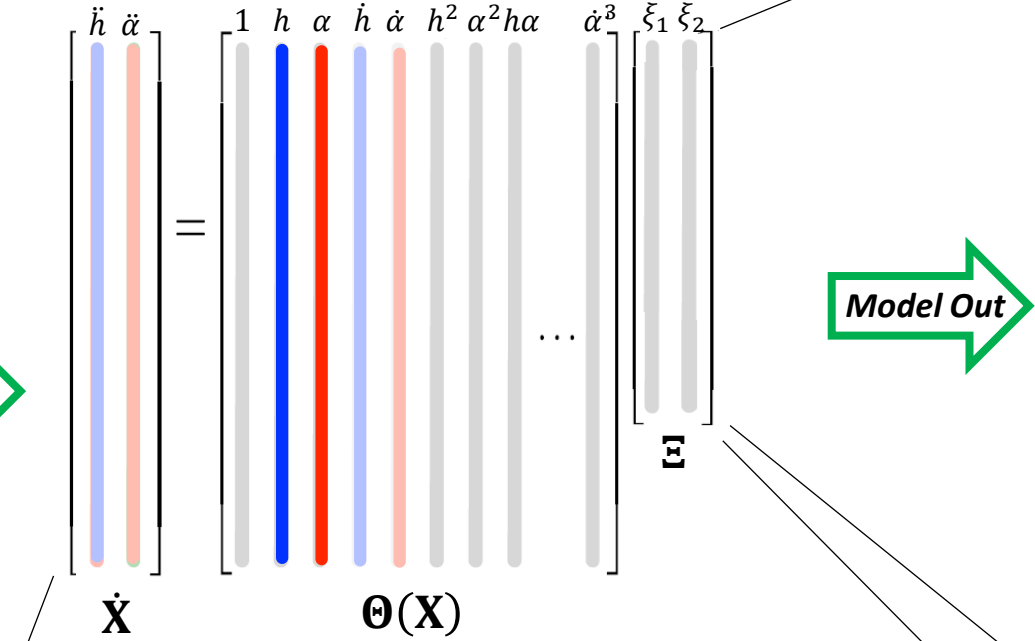 ḧ α̈ 1 h α ḣ α̇ h² α² hα α̇³ ξ₁ ξ₂
=
...
Model Out
Ξ
Ẋ Θ(X)